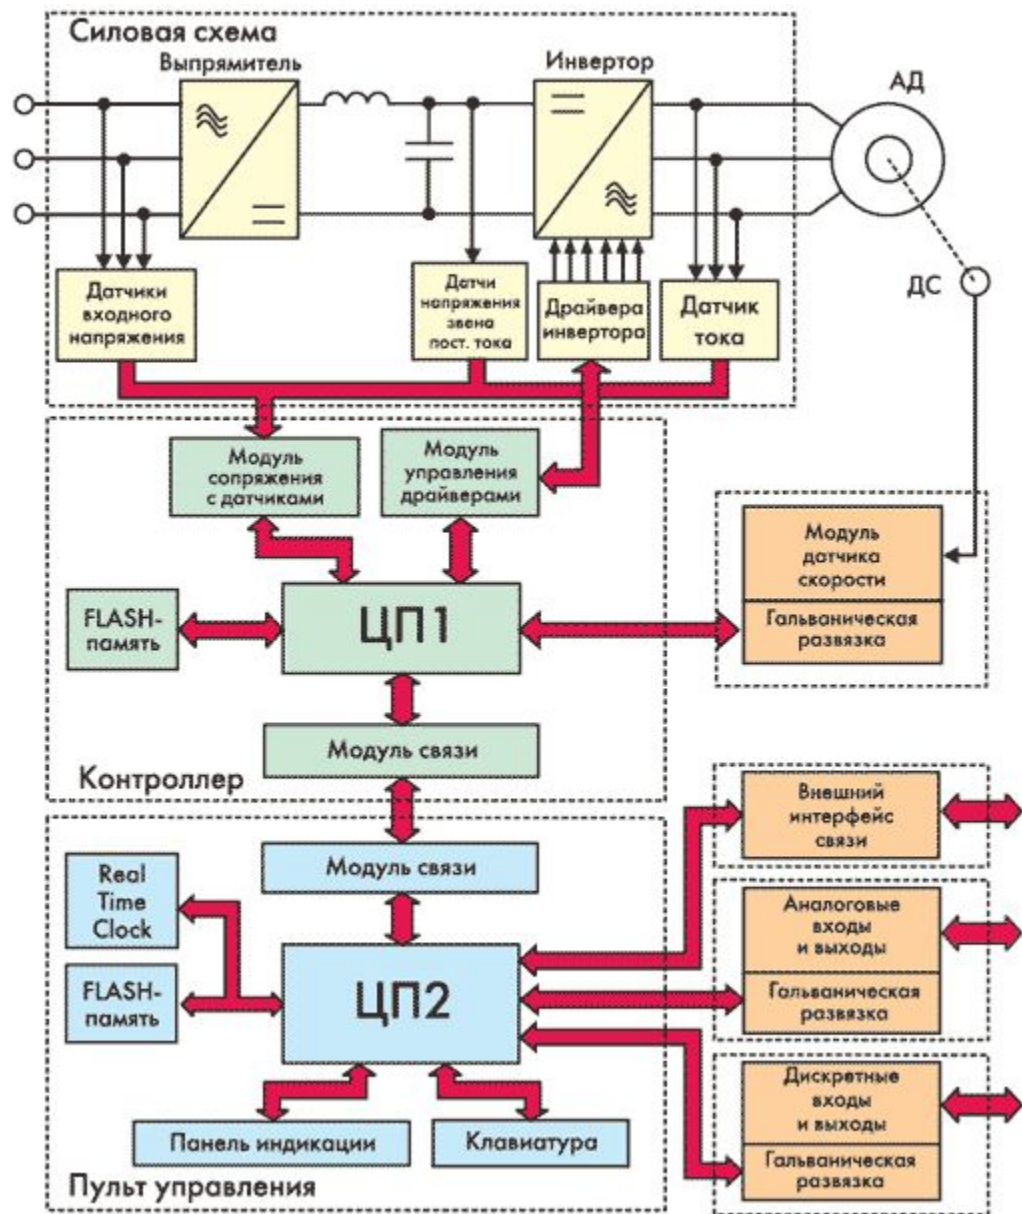 Силовая схема
Выпрямитель
Инвертор
АД
ДС
Датчики
входного
напряжения
Датчи
напряжения
звена
пост. тока
Драйвера
инвертора
Датчик
тока
Модуль
сопряжения
с датчиками
Модуль
управления
драйверами
Модуль
датчика
скорости
Гальваническая
развязка
FLASH-
память
ЦП1
Модуль связи
Контроллер
Внешний
интерфейс
связи
Модуль связи
Real
Time
Clock
Аналоговые
входы
и выходы
Гальваническая
развязка
FLASH-
память
ЦП2
Дискретные
входы
и выходы
Гальваническая
развязка
Панель индикации
Клавиатура
Пульт управления